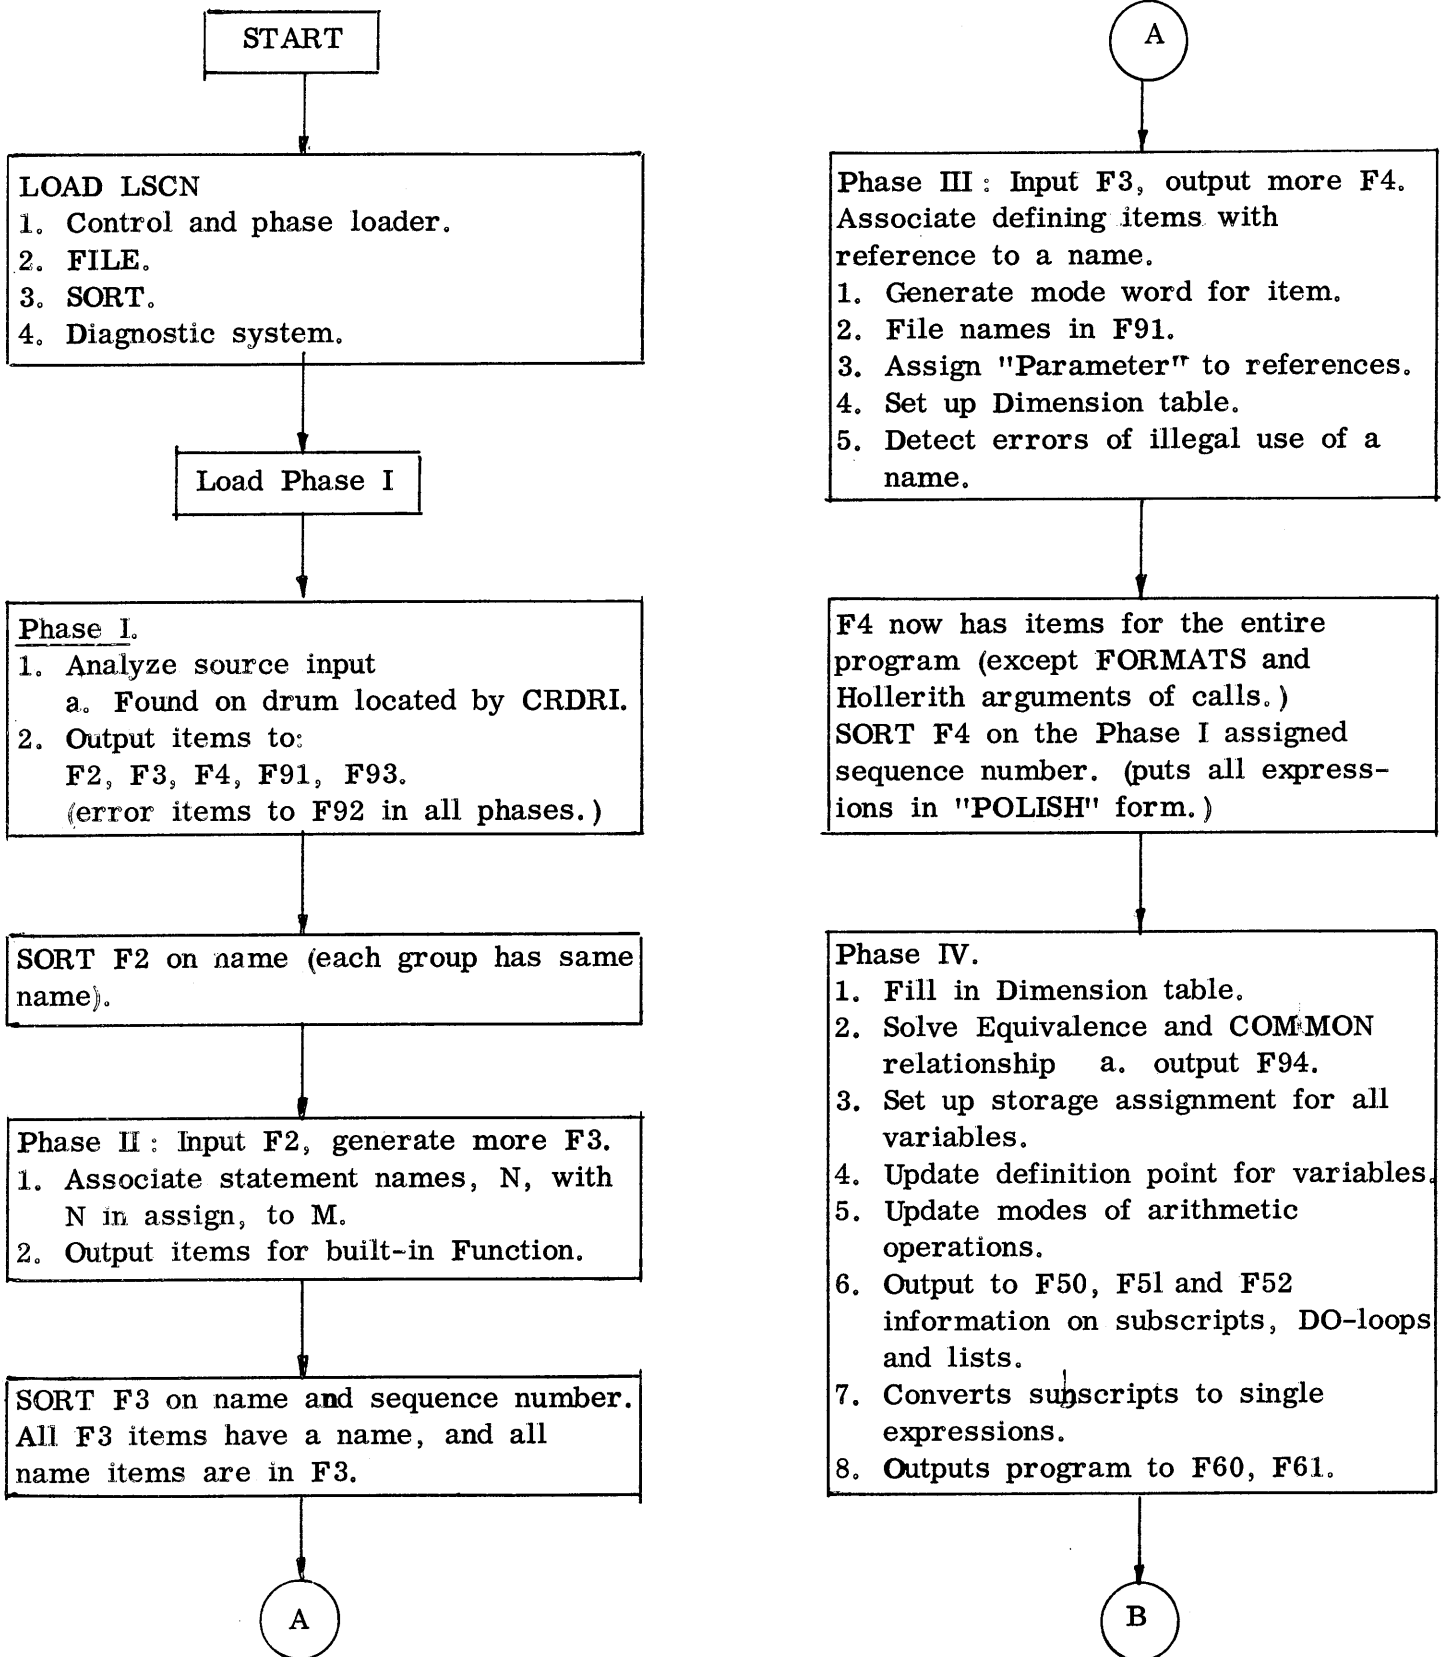 START
LOAD LSCN
1. Control and phase loader.
2. FILE.
3. SORT.
4. Diagnostic system.
Load Phase I
Phase I.
1. Analyze source input
a. Found on drum located by CRDRI.
2. Output items to:
F2, F3, F4, F91, F93.
(error items to F92 in all phases.)
SORT F2 on name (each group has same
name).
Phase II: Input F2, generate more F3.
1. Associate statement names, N, with
N in assign, to M.
2. Output items for built-in Function.
SORT F3 on name and sequence number.
All F3 items have a name, and all
name items are in F3.
A
A
Phase III: Input F3, output more F4.
Associate defining items with
reference to a name.
1. Generate mode word for item.
2. File names in F91.
3. Assign "Parameter" to references.
4. Set up Dimension table.
5. Detect errors of illegal use of a
name.
F4 now has items for the entire
program (except FORMATS and
Hollerith arguments of calls.)
SORT F4 on the Phase I assigned
sequence number. (puts all express-
ions in "POLISH" form.)
Phase IV.
1. Fill in Dimension table.
2. Solve Equivalence and COMMON
relationship a. output F94.
3. Set up storage assignment for all
variables.
4. Update definition point for variables.
5. Update modes of arithmetic
operations.
6. Output to F50, F51 and F52
information on subscripts, DO-loops
and lists.
7. Converts subscripts to single
expressions.
8. Outputs program to F60, F61.
B